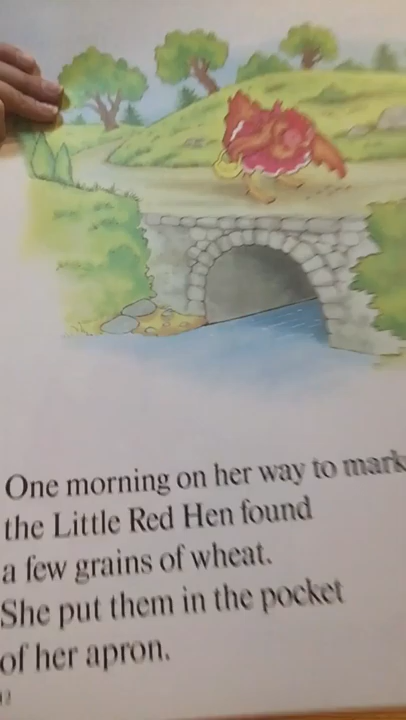 One morning on her way to mark
the Little Red Hen found
a few grains of wheat.
She put them in the pocket
of her apron.
12